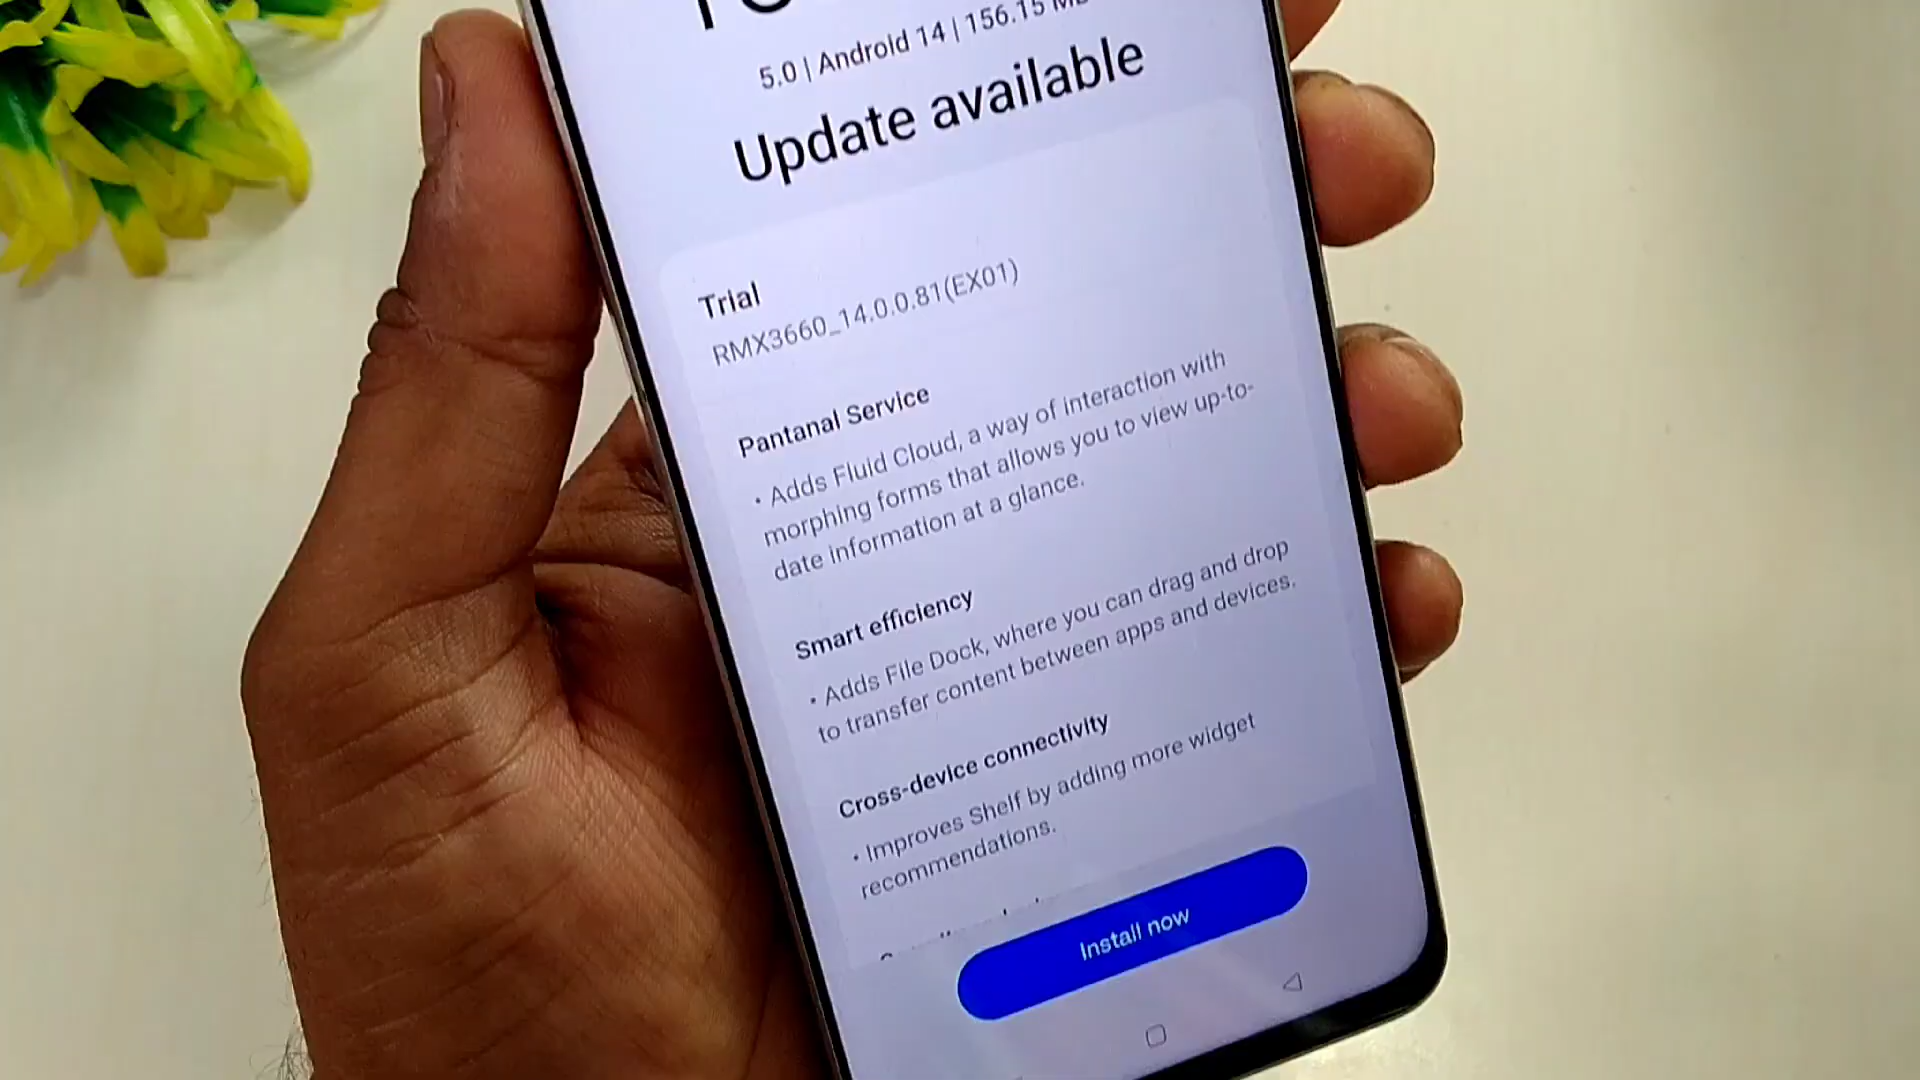 5.0 | Android 14 | 156.15 MB
Update available
Trial
RMX3660_14.0.0.81(EX01)
Pantanal Service
• Adds Fluid Cloud, a way of interaction with
morphing forms that allows you to view up-to-
date information at a glance.
Smart efficiency
• Adds File Dock, where you can drag and drop
to transfer content between apps and devices.
Cross-device connectivity
• Improves Shelf by adding more widget
recommendations.
Install now